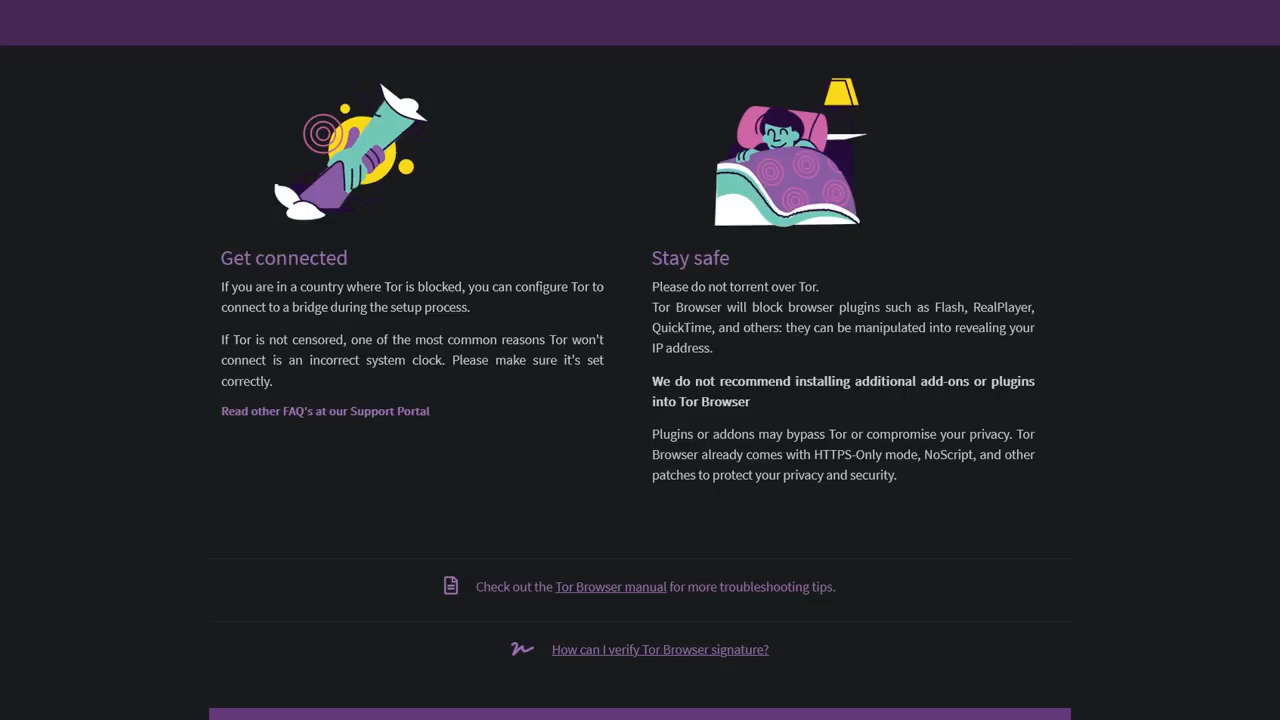 Get connected
If you are in a country where Tor is blocked, you can configure Tor to
connect to a bridge during the setup process.
If Tor is not censored, one of the most common reasons Tor won't
connect is an incorrect system clock. Please make sure it's set
correctly.
Read other FAQ's at our Support Portal
Stay safe
Please do not torrent over Tor.
Tor Browser will block browser plugins such as Flash, RealPlayer,
QuickTime, and others: they can be manipulated into revealing your
IP address.
We do not recommend installing additional add-ons or plugins
into Tor Browser
Plugins or addons may bypass Tor or compromise your privacy. Tor
Browser already comes with HTTPS-Only mode, NoScript, and other
patches to protect your privacy and security.
Check out the Tor Browser manual for more troubleshooting tips.
How can I verify Tor Browser signature?